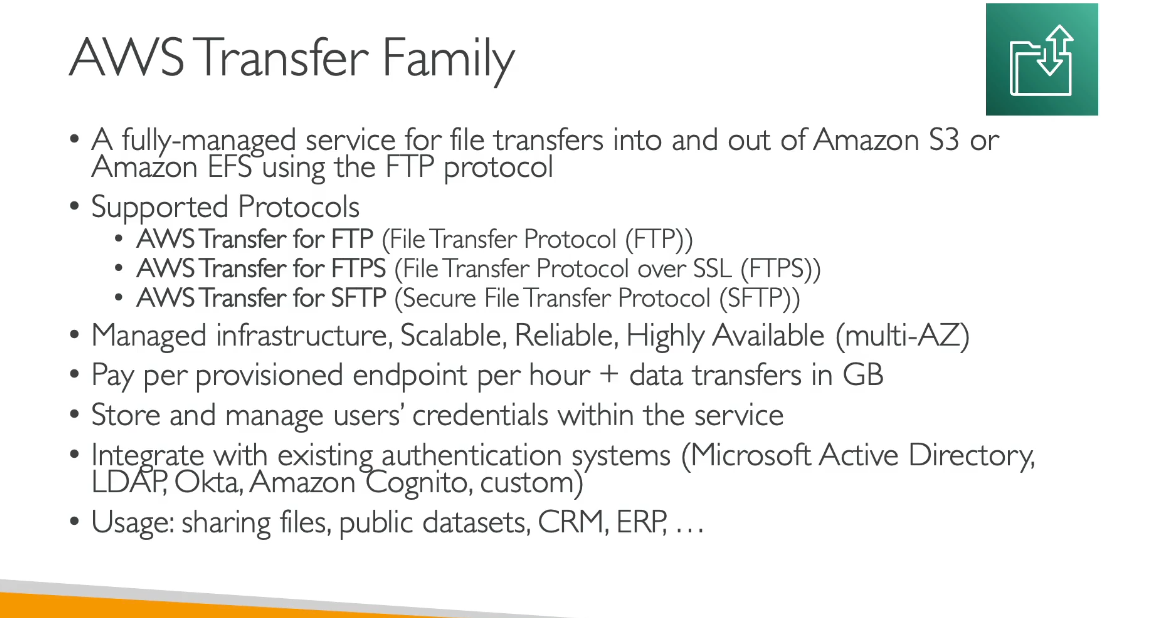 AWS Transfer Family
• A fully-managed service for file transfers into and out of Amazon S3 or
Amazon EFS using the FTP protocol
• Supported Protocols
• AWS Transfer for FTP (File Transfer Protocol (FTP))
• AWS Transfer for FTPS (File Transfer Protocol over SSL (FTPS))
• AWS Transfer for SFTP (Secure File Transfer Protocol (SFTP))
• Managed infrastructure, Scalable, Reliable, Highly Available (multi-AZ)
• Pay per provisioned endpoint per hour + data transfers in GB
• Store and manage users’ credentials within the service
• Integrate with existing authentication systems (Microsoft Active Directory,
LDAP, Okta, Amazon Cognito, custom)
• Usage: sharing files, public datasets, CRM, ERP, …